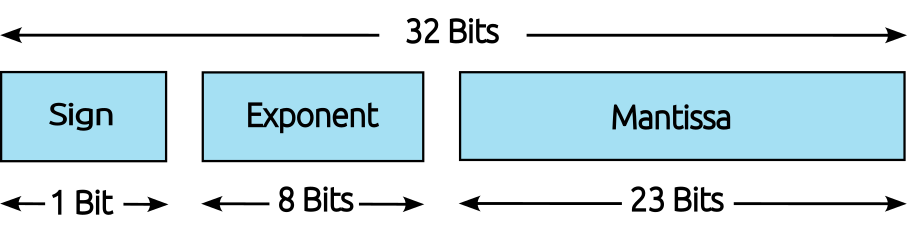 32 Bits
Sign Exponent Mantissa
1 Bit 8 Bits 23 Bits